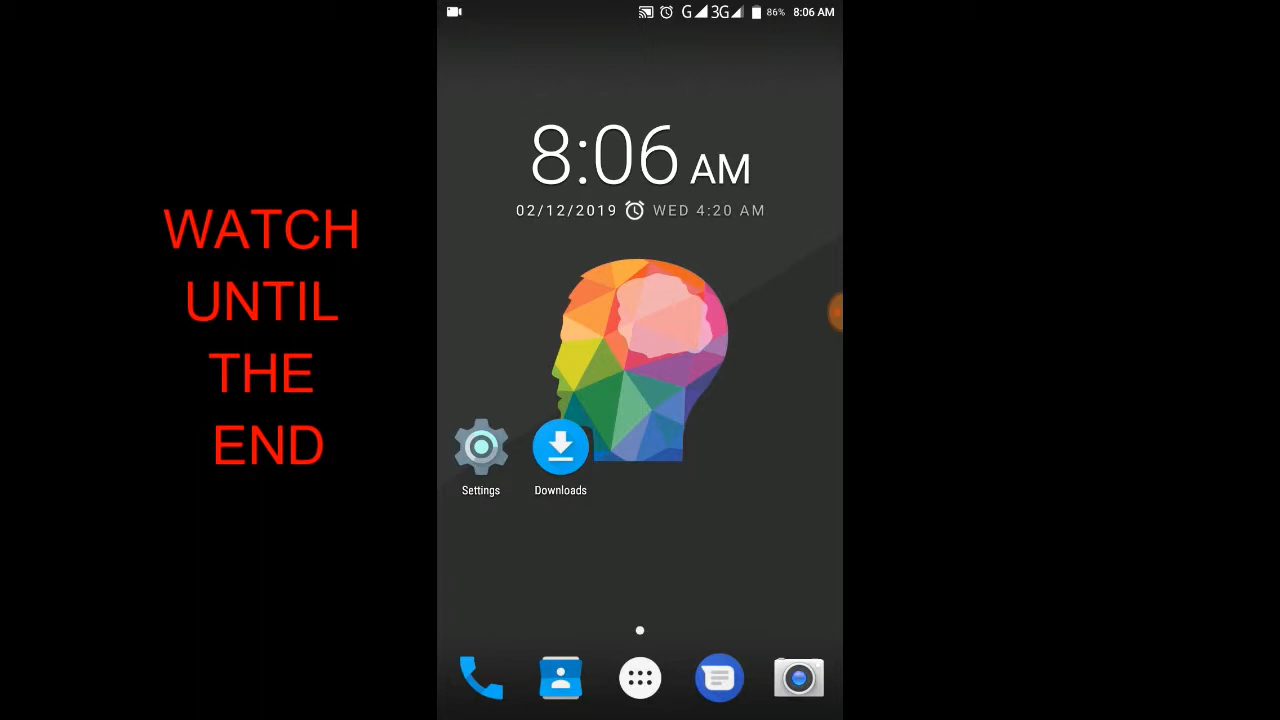 G 3G 86% 8:06 AM
8:06 AM
02/12/2019 WED 4:20 AM
WATCH
UNTIL
THE
END
Settings Downloads